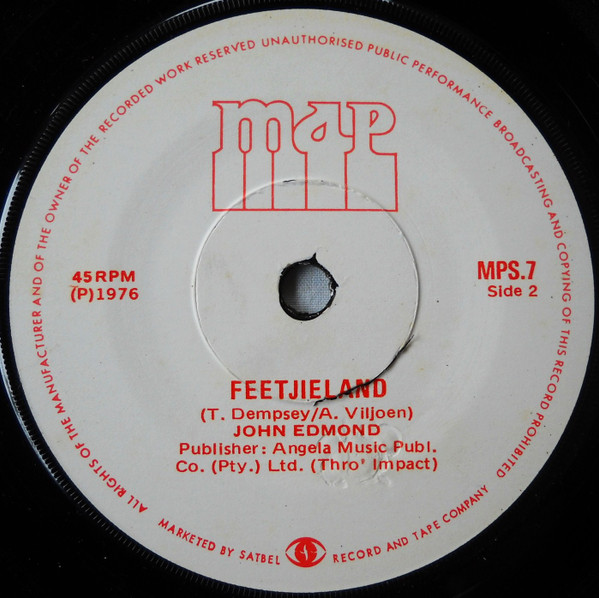 ALL RIGHTS OF THE MANUFACTURER AND OF THE OWNER OF THE RECORDED WORK RESERVED UNAUTHORISED PUBLIC PERFORMANCE BROADCASTING AND COPYING OF THIS RECORD PROHIBITED
map
45RPM
(P)1976
MPS.7
Side 2
FEETJIELAND
(T. Dempsey/A. Viljoen)
JOHN EDMOND
Publisher: Angela Music Publ.
Co. (Pty.) Ltd. (Thro' Impact)
MARKETED BY SATBEL RECORD AND TAPE COMPANY